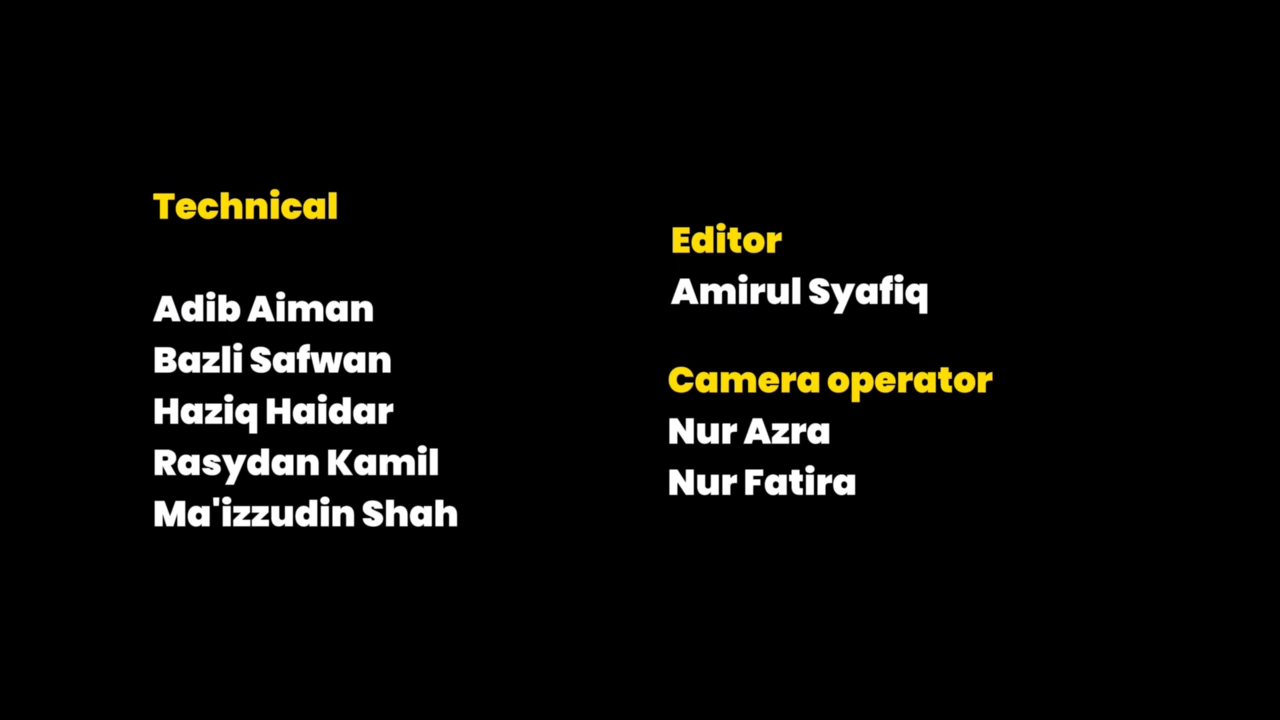 Technical
Adib Aiman
Bazli Safwan
Haziq Haidar
Rasydan Kamil
Ma'izzudin Shah
Editor
Amirul Syafiq
Camera operator
Nur Azra
Nur Fatira